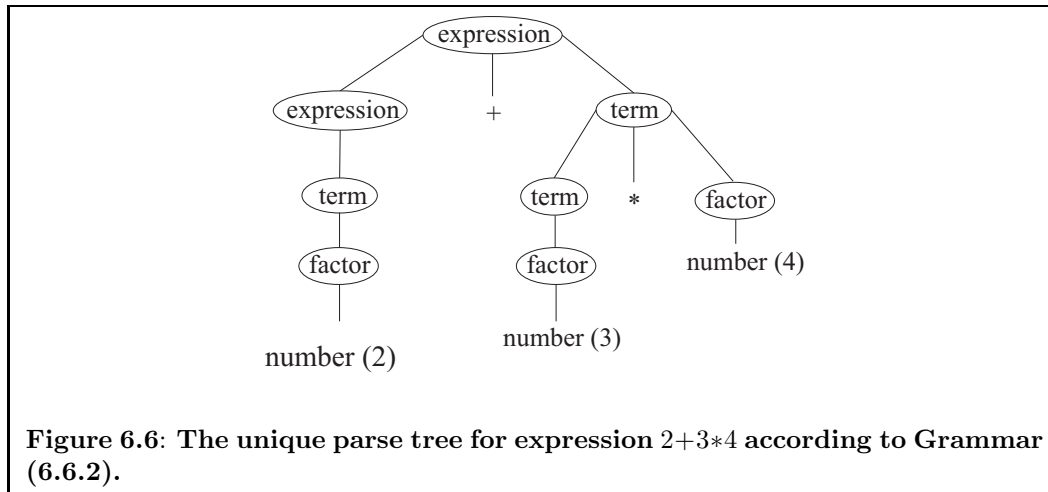 expression
expression + term
term term * factor
factor factor number (4)
number (2) number (3)
Figure 6.6: The unique parse tree for expression 2+3*4 according to Grammar
(6.6.2).